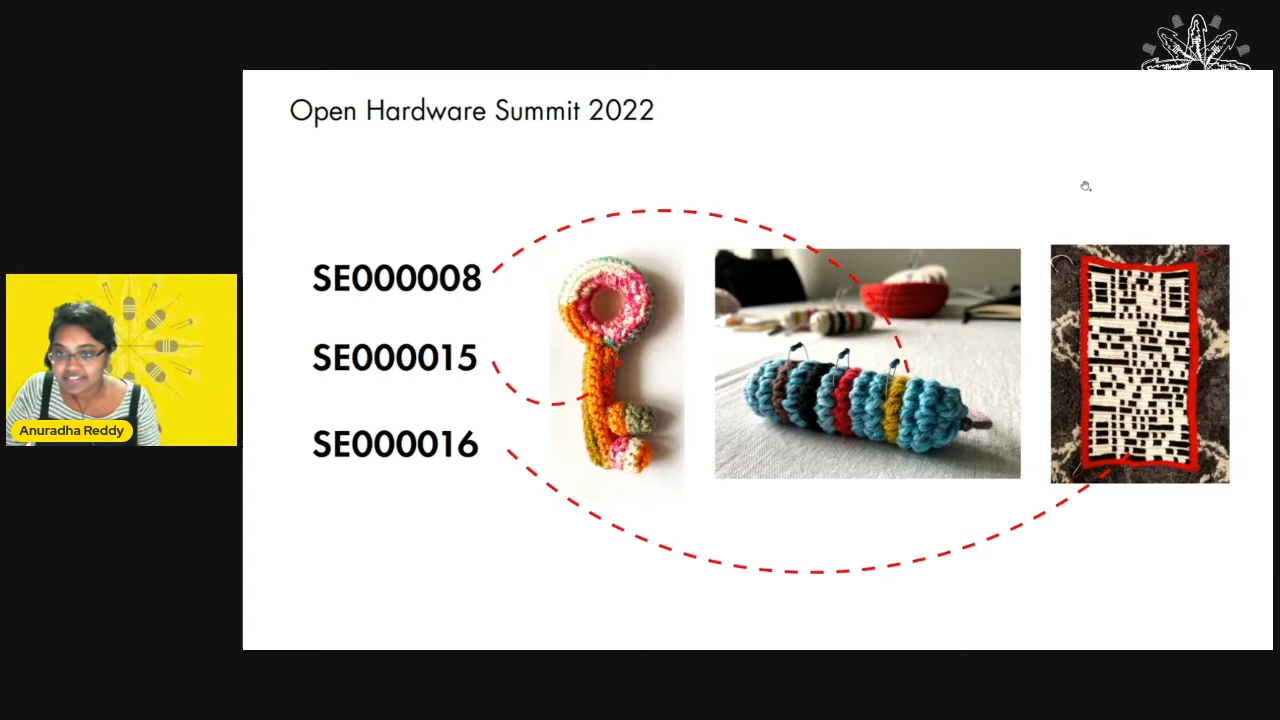 Open Hardware Summit 2022
SE000008
SE000015
SE000016
Anuradha Reddy